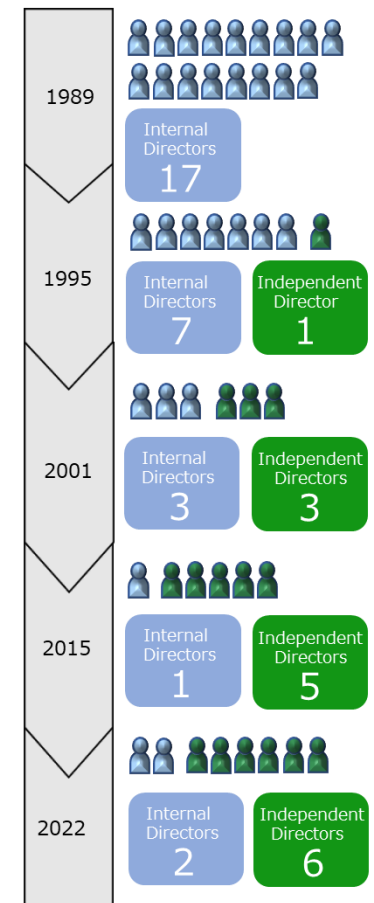 1989
Internal
Directors
17
1995
Internal
Directors
7
Independent
Director
1
2001
Internal
Directors
3
Independent
Directors
3
2015
Internal
Directors
1
Independent
Directors
5
2022
Internal
Directors
2
Independent
Directors
6